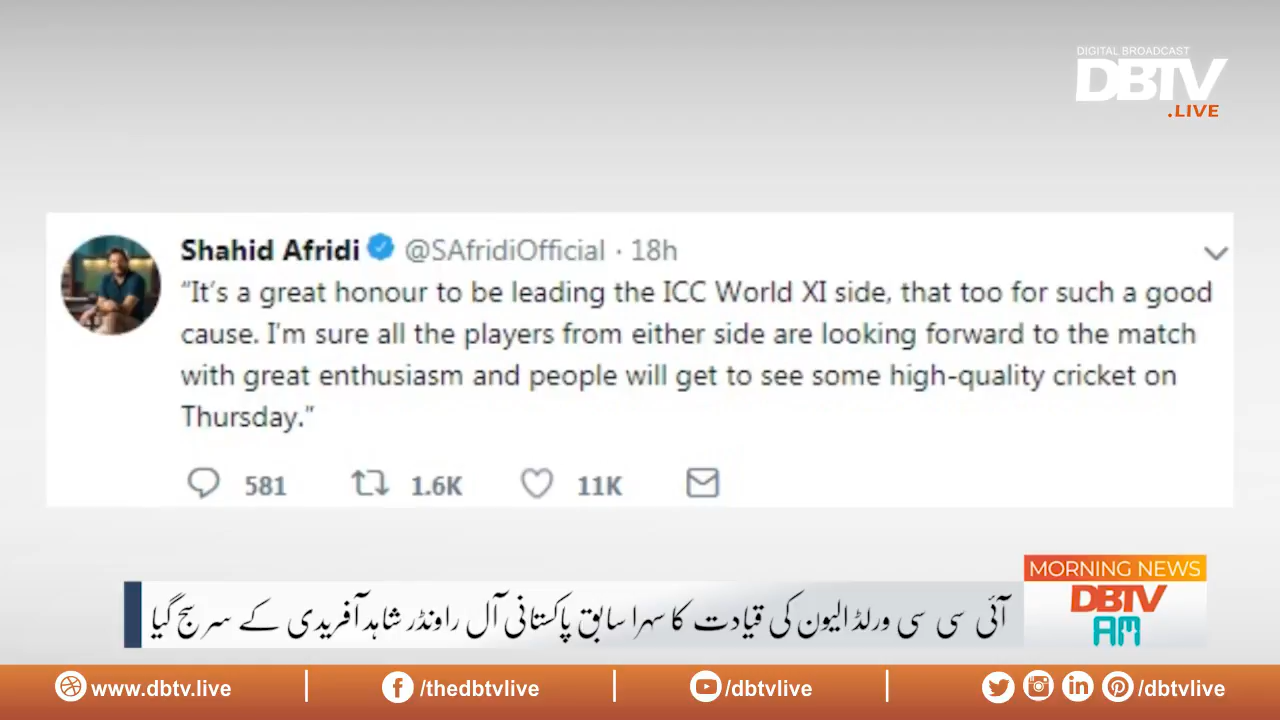 DIGITAL BROADCAST
DBTV
.LIVE
Shahid Afridi @SAfridiOfficial · 18h
“It’s a great honour to be leading the ICC World XI side, that too for such a good
cause. I’m sure all the players from either side are looking forward to the match
with great enthusiasm and people will get to see some high-quality cricket on
Thursday.”
581 1.6K 11K
MORNING NEWS
DBTV
AM
آئی سی سی ورلڈ الیون کی قیادت کا سہرا سابق پاکستانی آل راونڈر شاہد آفریدی کے سر سج گیا
www.dbtv.live /thedbtvlive /dbtvlive /dbtvlive